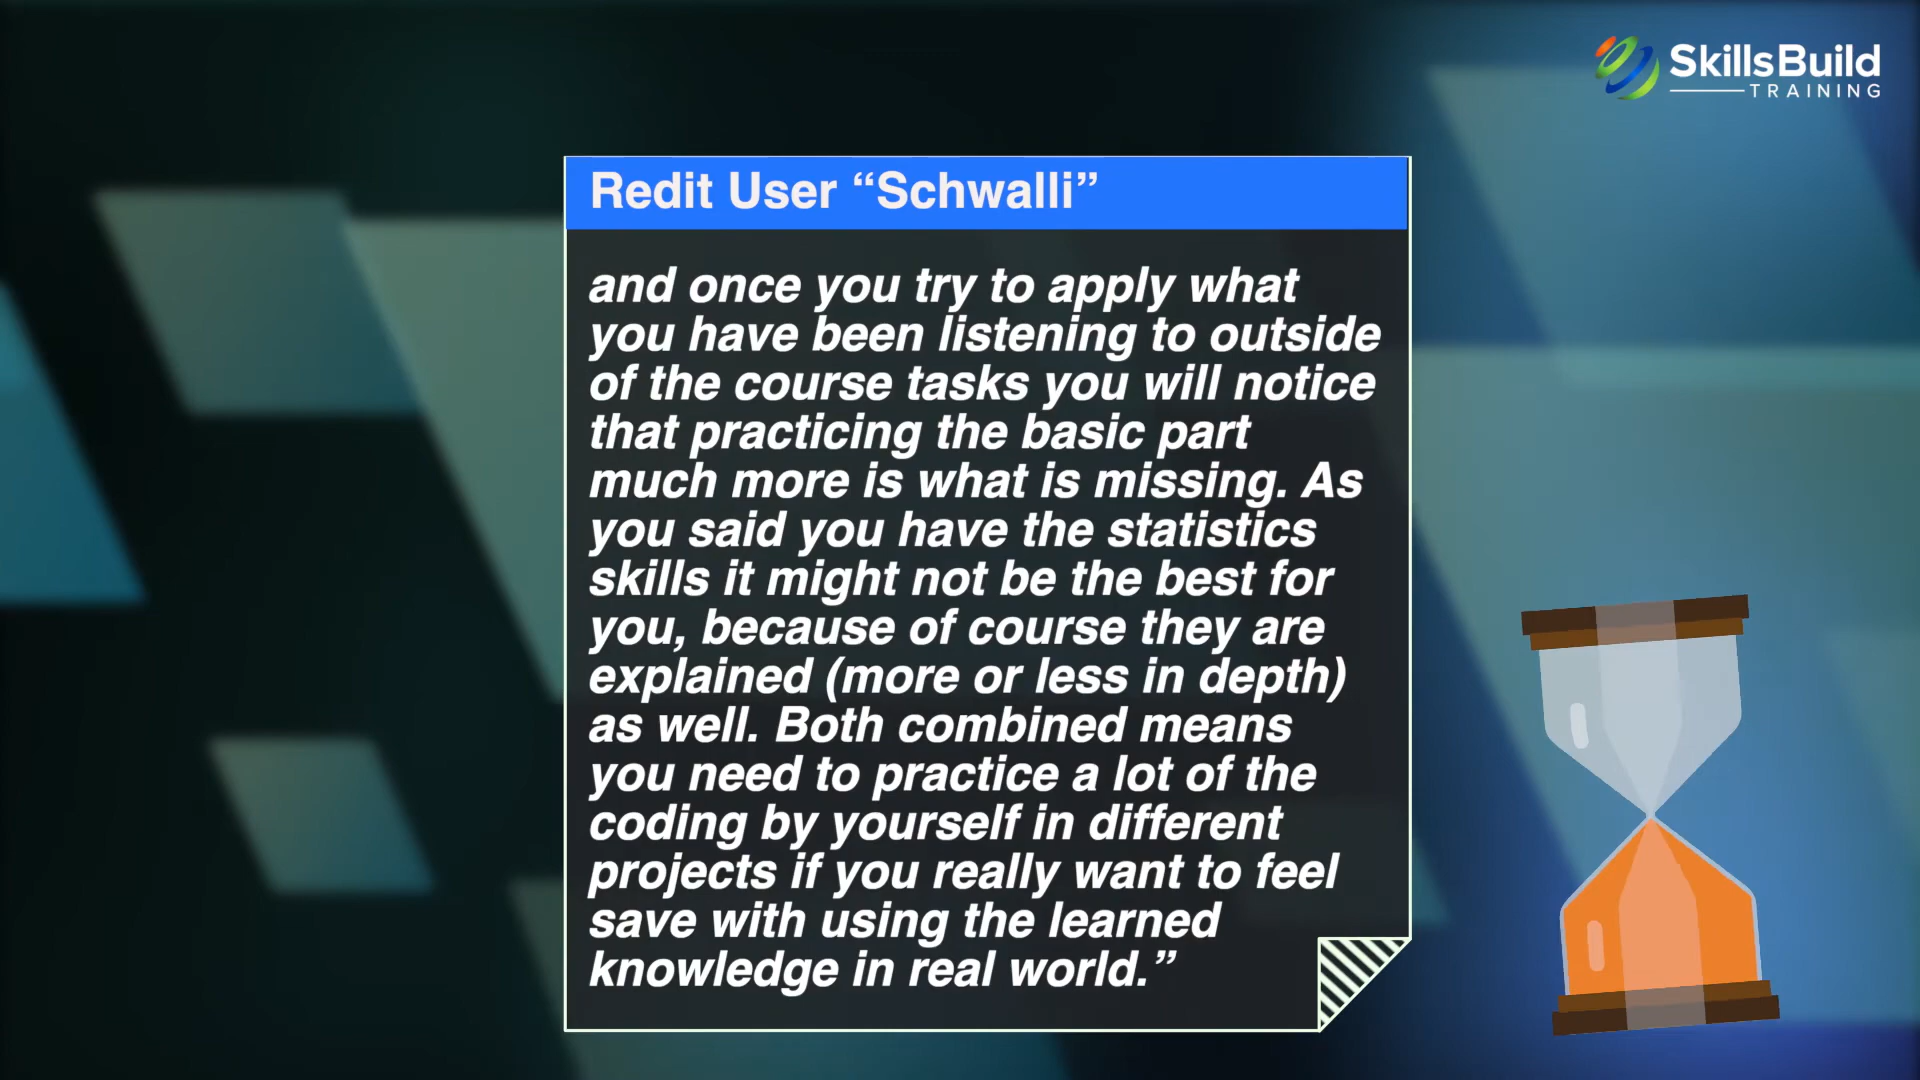 SkillsBuild
TRAINING
Redit User “Schwalli”
and once you try to apply what
you have been listening to outside
of the course tasks you will notice
that practicing the basic part
much more is what is missing. As
you said you have the statistics
skills it might not be the best for
you, because of course they are
explained (more or less in depth)
as well. Both combined means
you need to practice a lot of the
coding by yourself in different
projects if you really want to feel
save with using the learned
knowledge in real world.”